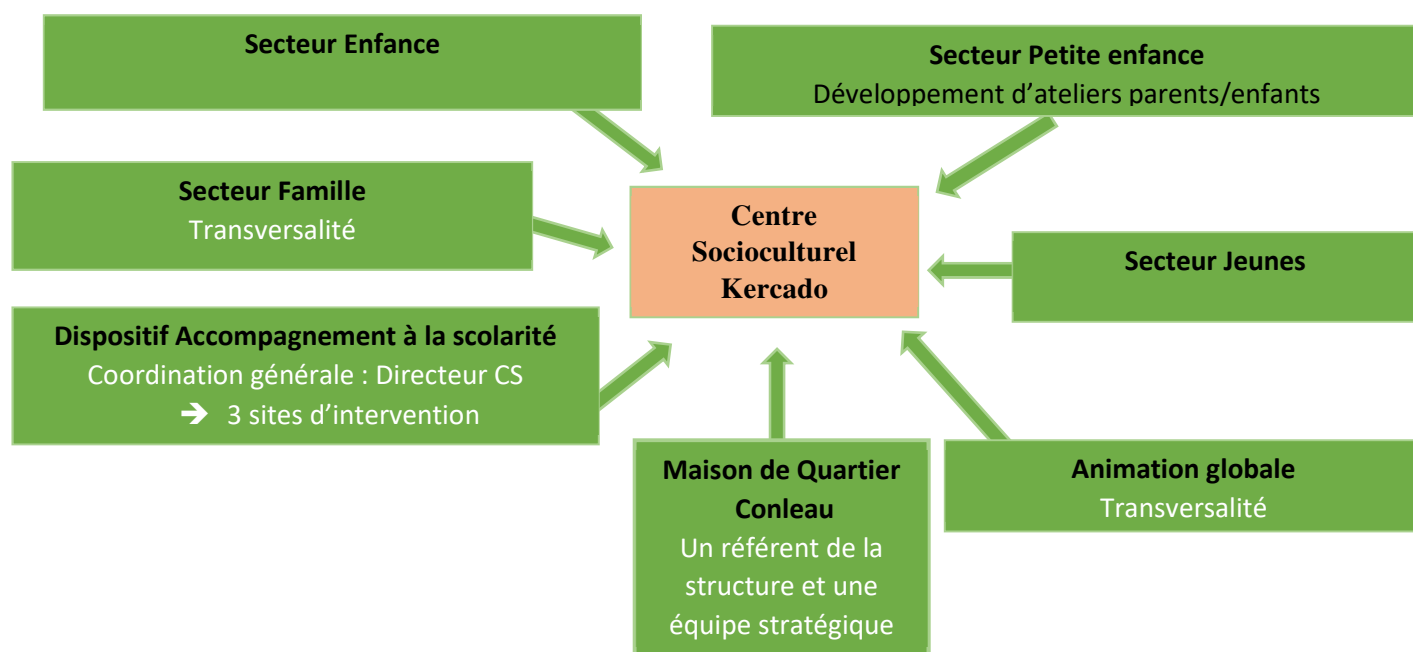 Secteur Enfance
Secteur Petite enfance
Développement d’ateliers parents/enfants
Secteur Famille
Transversalité
Centre
Socioculturel
Kercado
Secteur Jeunes
Dispositif Accompagnement à la scolarité
Coordination générale : Directeur CS
➔ 3 sites d’intervention
Maison de Quartier
Conleau
Un référent de la
structure et une
équipe stratégique
Animation globale
Transversalité